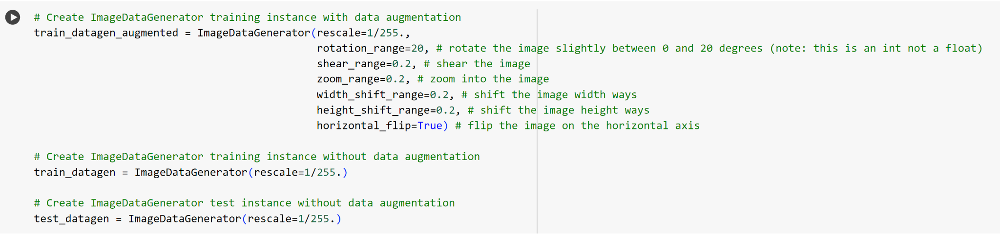 # Create ImageDataGenerator training instance with data augmentation
train_datagen_augmented = ImageDataGenerator(rescale=1/255.,
rotation_range=20, # rotate the image slightly between 0 and 20 degrees (note: this is an int not a float)
shear_range=0.2, # shear the image
zoom_range=0.2, # zoom into the image
width_shift_range=0.2, # shift the image width ways
height_shift_range=0.2, # shift the image height ways
horizontal_flip=True) # flip the image on the horizontal axis
# Create ImageDataGenerator training instance without data augmentation
train_datagen = ImageDataGenerator(rescale=1/255.)
# Create ImageDataGenerator test instance without data augmentation
test_datagen = ImageDataGenerator(rescale=1/255.)